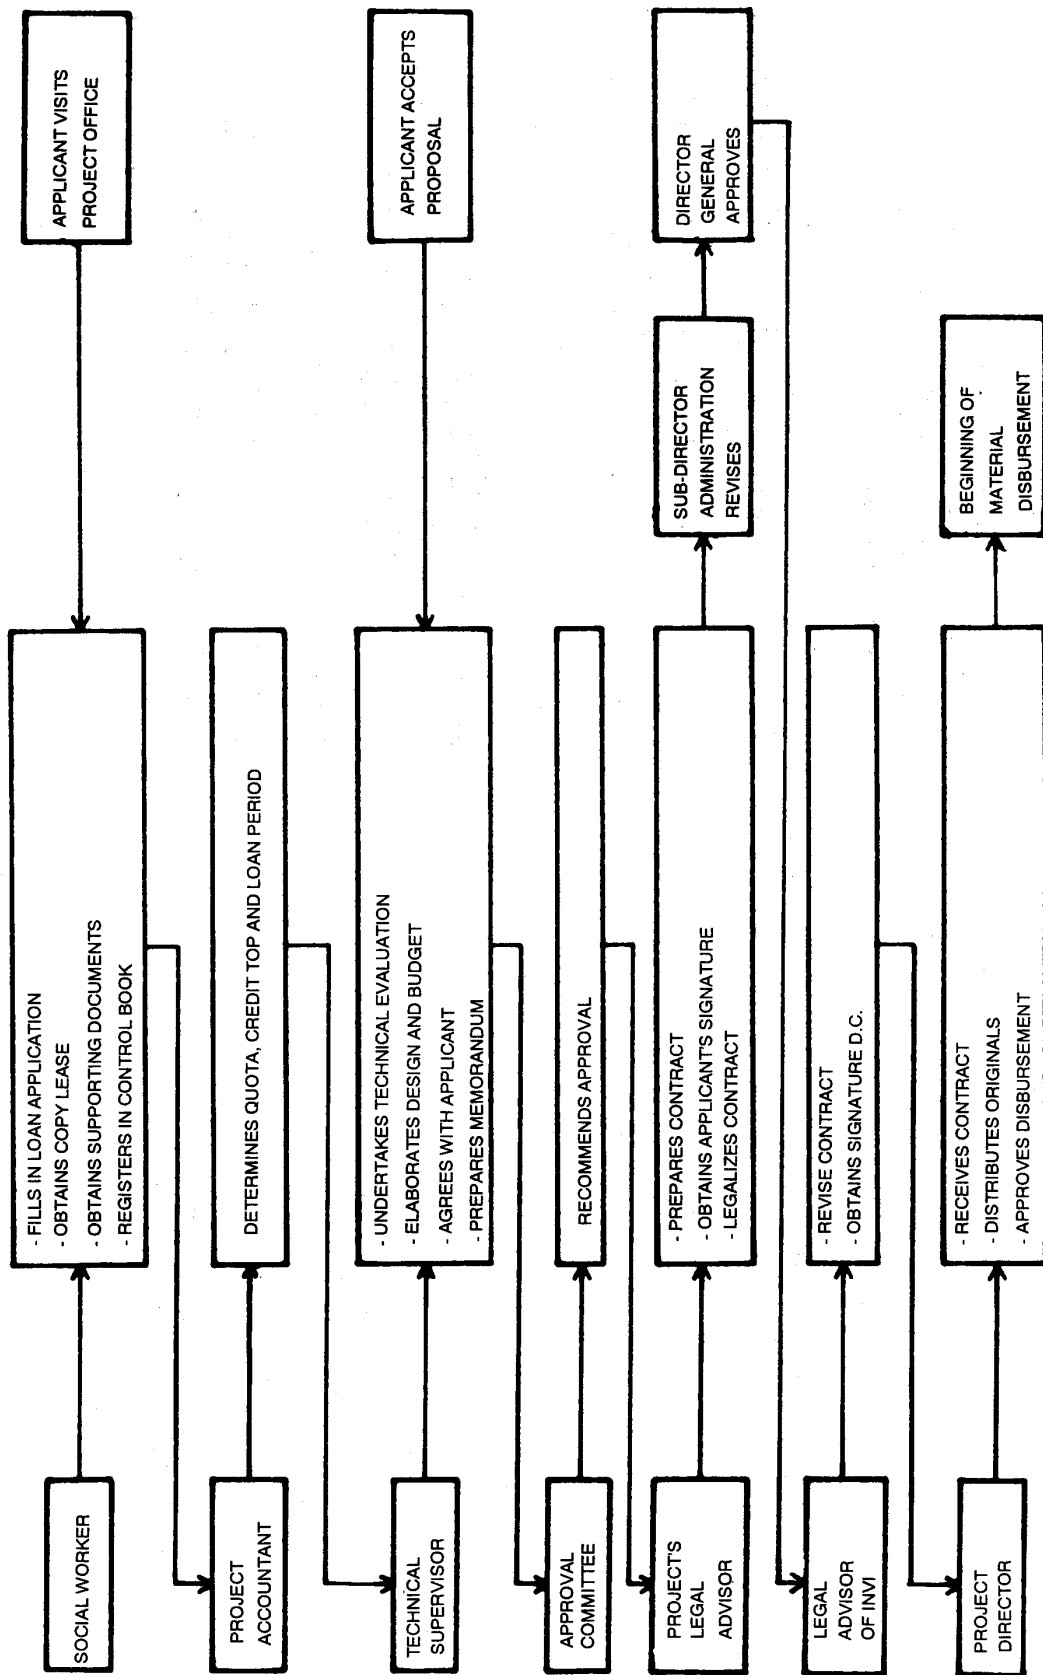 SOCIAL WORKER
- FILLS IN LOAN APPLICATION
- OBTAINS COPY LEASE
- OBTAINS SUPPORTING DOCUMENTS
- REGISTERS IN CONTROL BOOK
APPLICANT VISITS
PROJECT OFFICE
PROJECT
ACCOUNTANT
DETERMINES QUOTA, CREDIT TOP AND LOAN PERIOD
TECHNICAL
SUPERVISOR
- UNDERTAKES TECHNICAL EVALUATION
- ELABORATES DESIGN AND BUDGET
- AGREES WITH APPLICANT
- PREPARES MEMORANDUM
APPLICANT ACCEPTS
PROPOSAL
APPROVAL
COMMITTEE
RECOMMENDS APPROVAL
PROJECT'S
LEGAL
ADVISOR
- PREPARES CONTRACT
- OBTAINS APPLICANT'S SIGNATURE
- LEGALIZES CONTRACT
SUB-DIRECTOR
ADMINISTRATION
REVISES
DIRECTOR
GENERAL
APPROVES
LEGAL
ADVISOR
OF INVI
- REVISE CONTRACT
- OBTAINS SIGNATURE D.C.
PROJECT
DIRECTOR
- RECEIVES CONTRACT
- DISTRIBUTES ORIGINALS
- APPROVES DISBURSEMENT
BEGINNING OF
MATERIAL
DISBURSEMENT